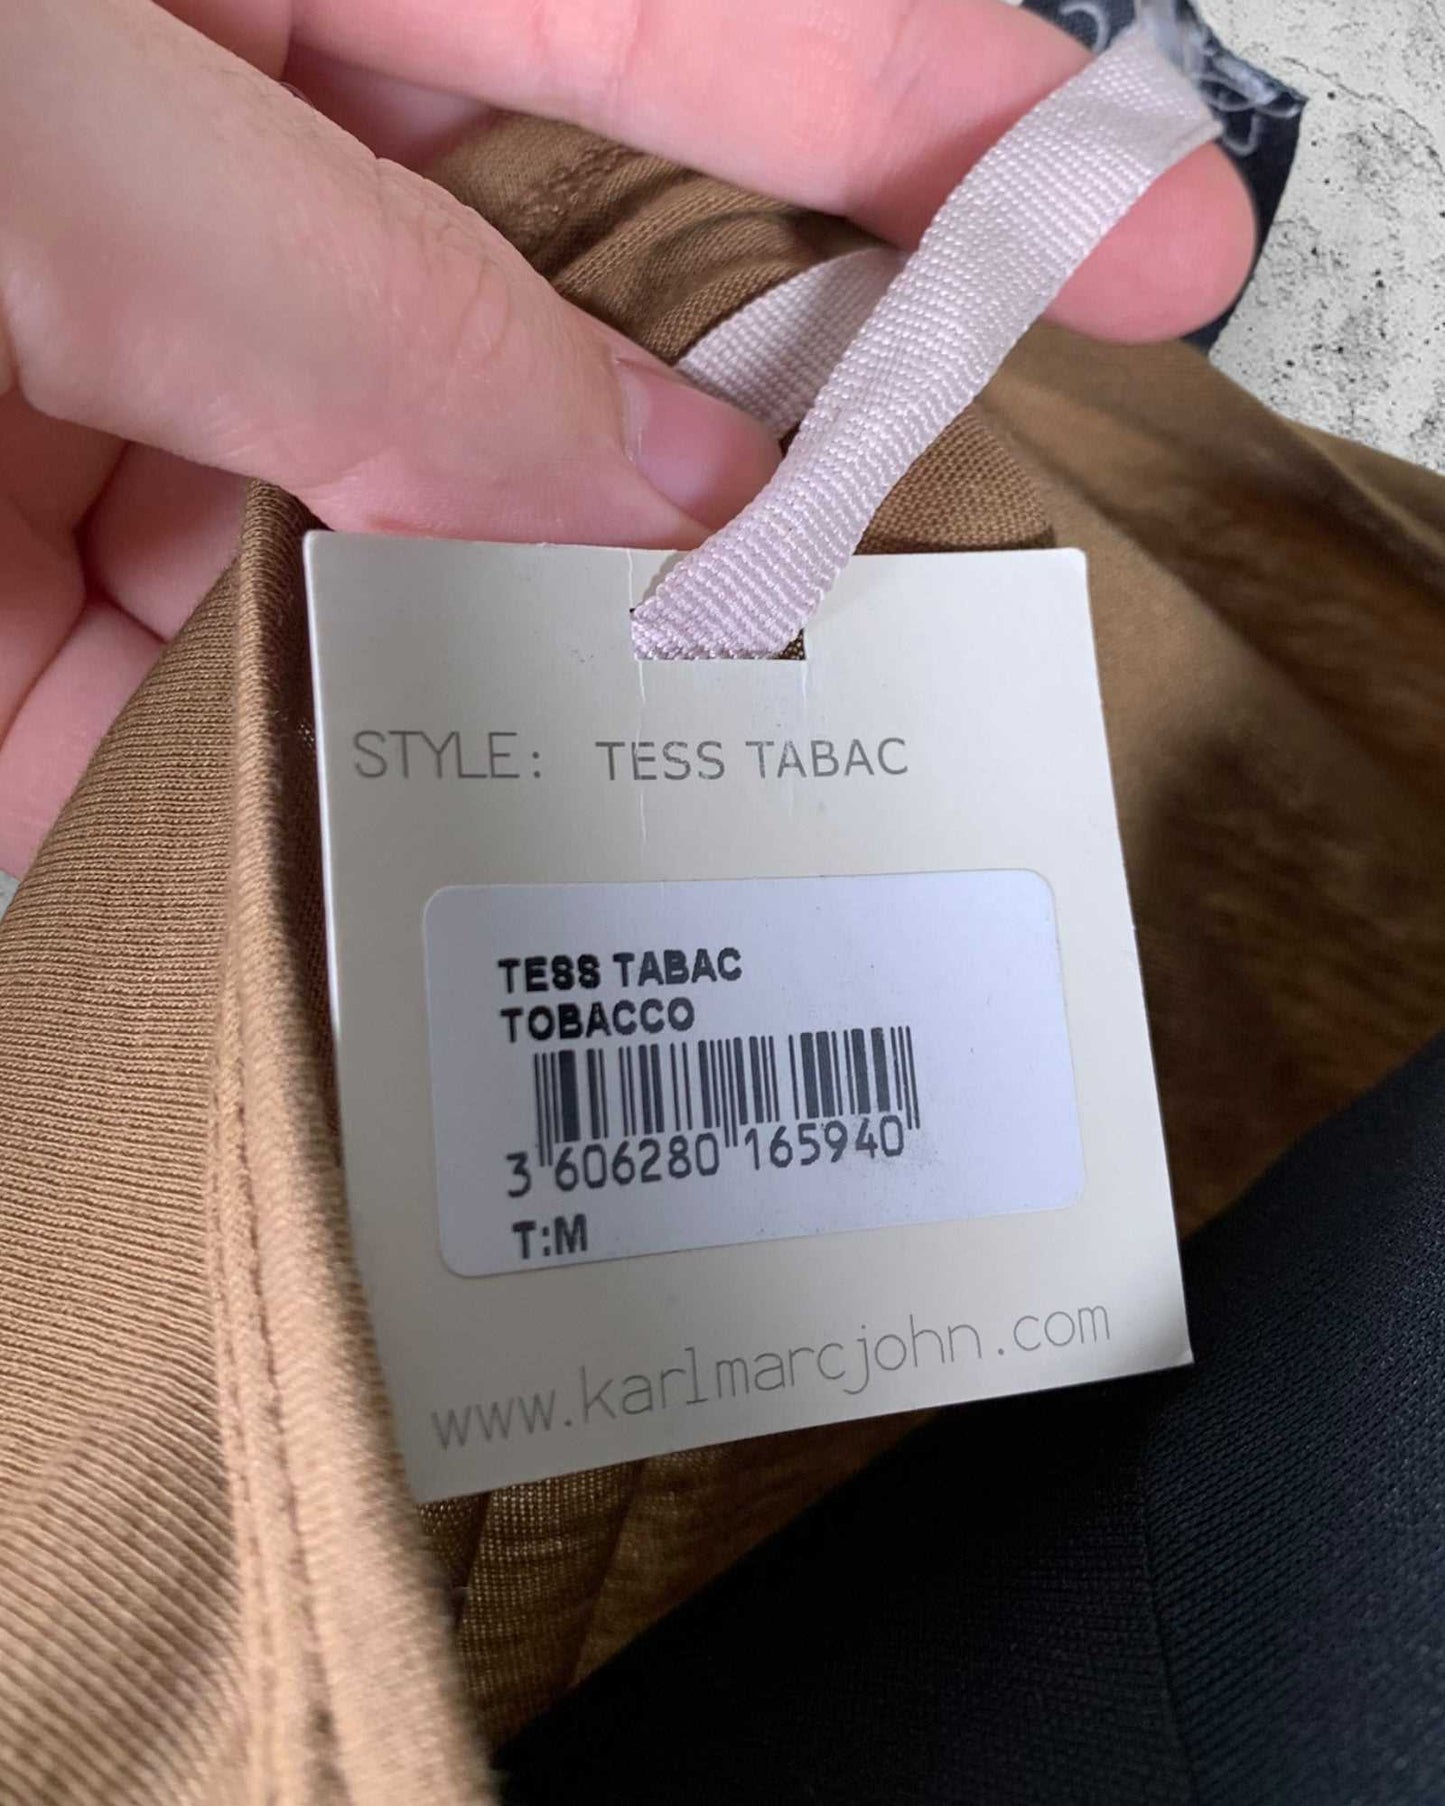 STYLE: TESS TABAC
TESS TABAC
TOBACCO
3 606280 165940
T:M
www.karlmarcjohn.com